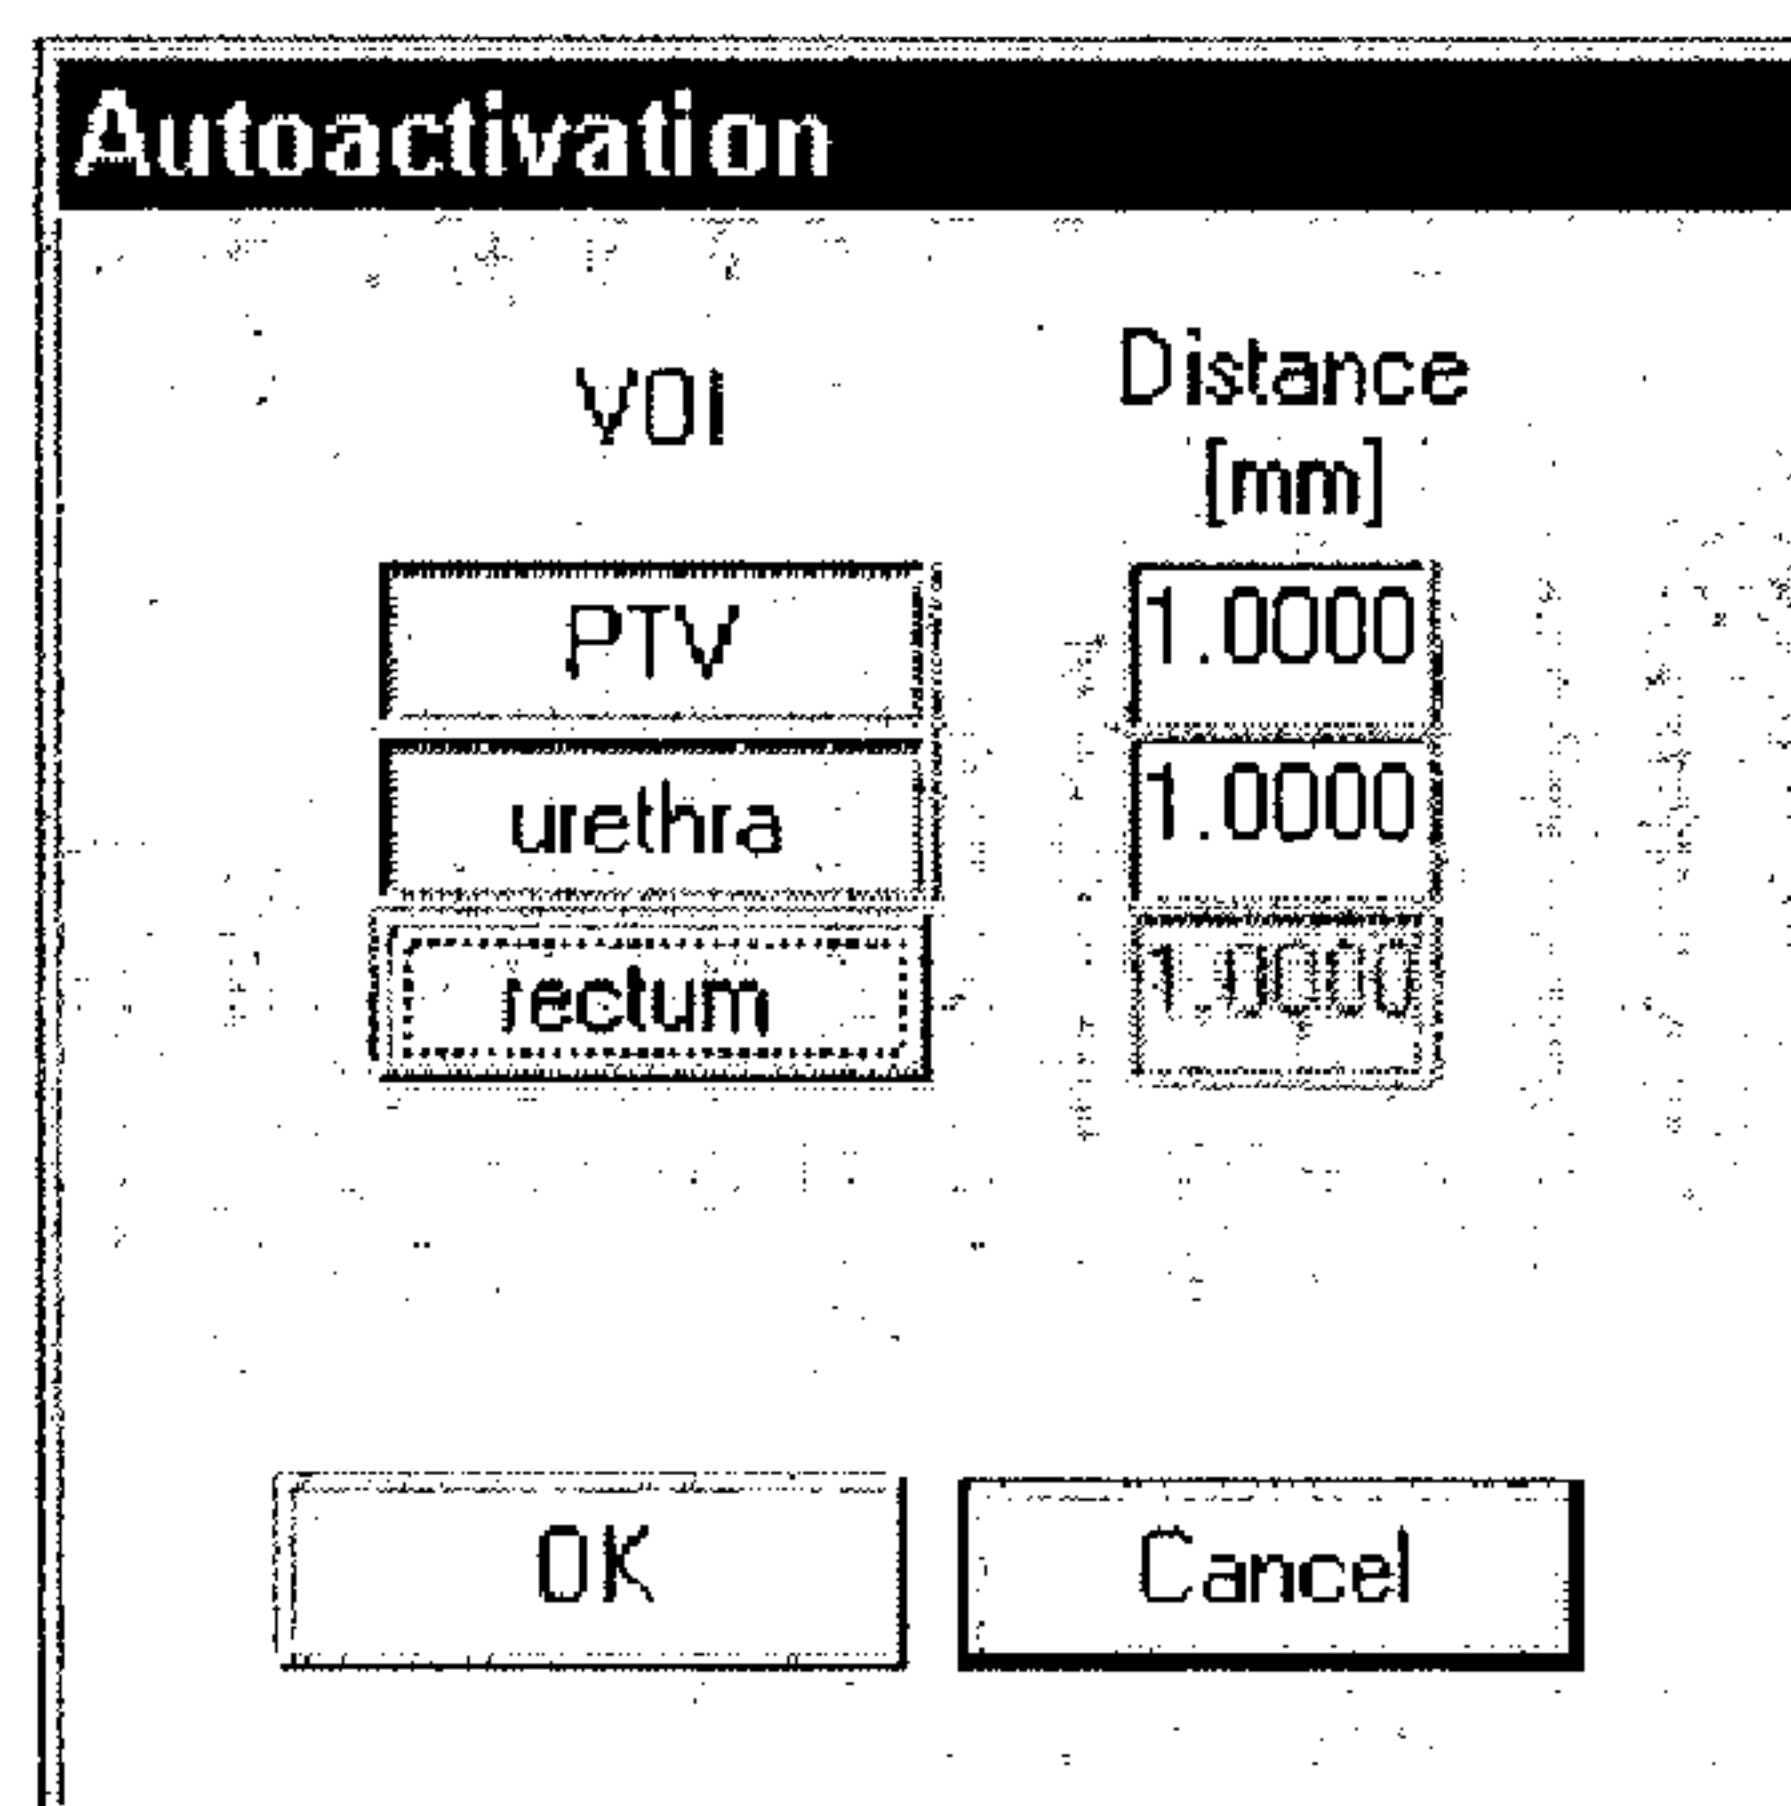 Autoactivation
VOI
Distance
[mm]
PTV 1.0000
urethra 1.0000
rectum 1.0000
OK Cancel